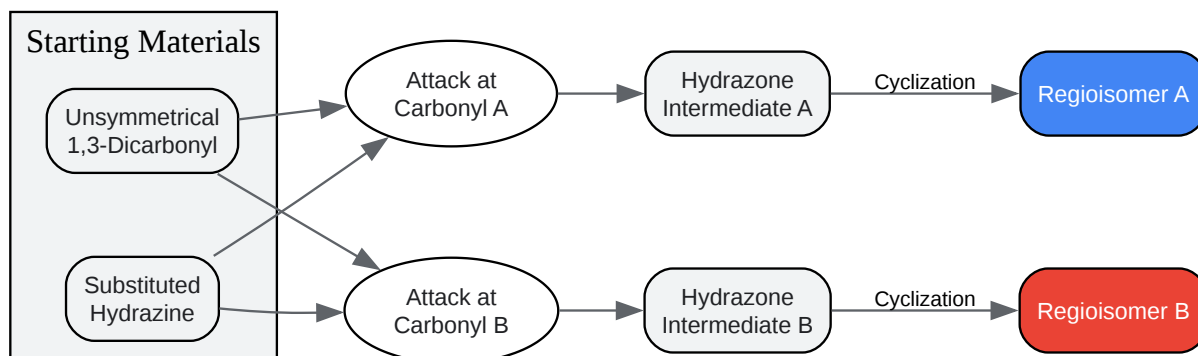 Starting Materials
Unsymmetrical
1,3-Dicarbonyl
Substituted
Hydrazine
Attack at
Carbonyl A
Hydrazone
Intermediate A
Cyclization
Regioisomer A
Attack at
Carbonyl B
Hydrazone
Intermediate B
Cyclization
Regioisomer B